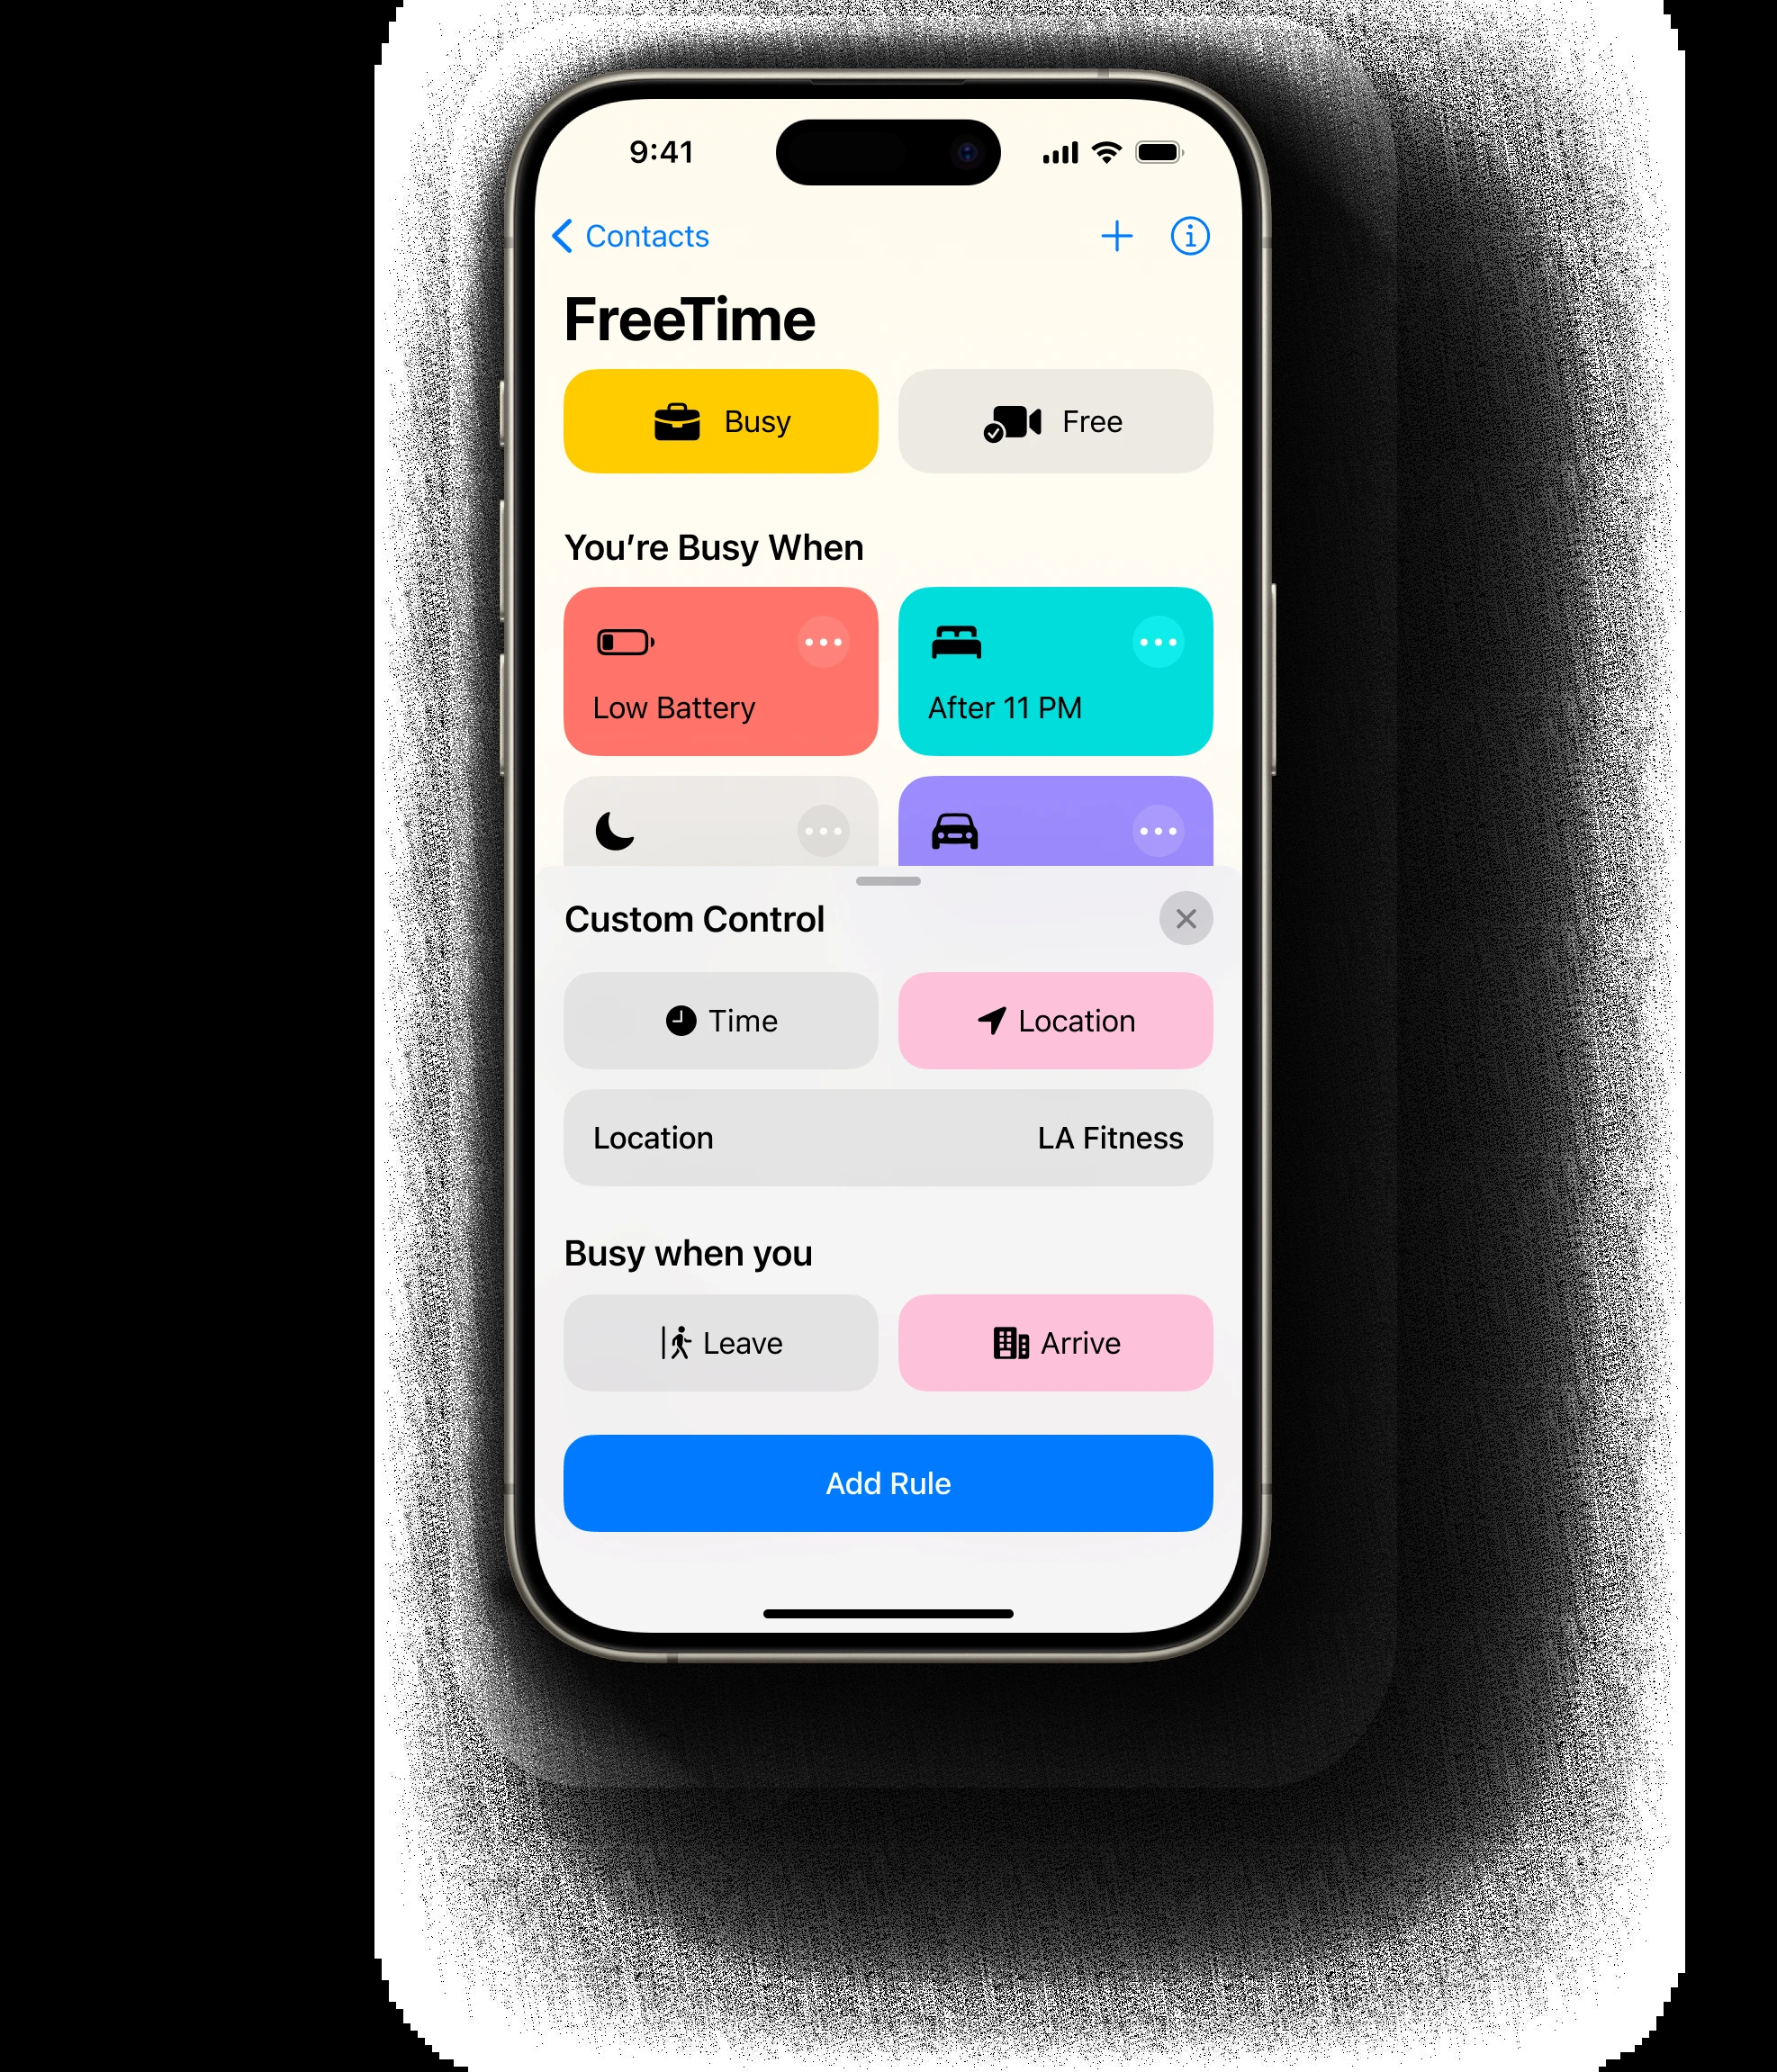 9:41
Contacts
FreeTime
Busy
Free
You’re Busy When
Low Battery
After 11 PM
Custom Control
Time
Location
Location
LA Fitness
Busy when you
Leave
Arrive
Add Rule